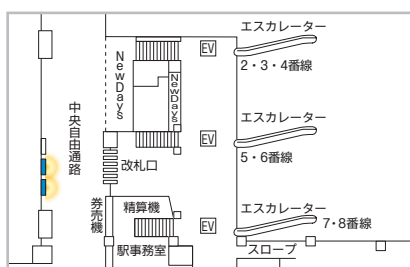 エスカレーター
NewDays
EV
2・3・4番線
NewDays
中央自由通路
エスカレーター
EV
5・6番線
改札口
券売機
精算機
エスカレーター
EV
7・8番線
駅事務室
スロープ